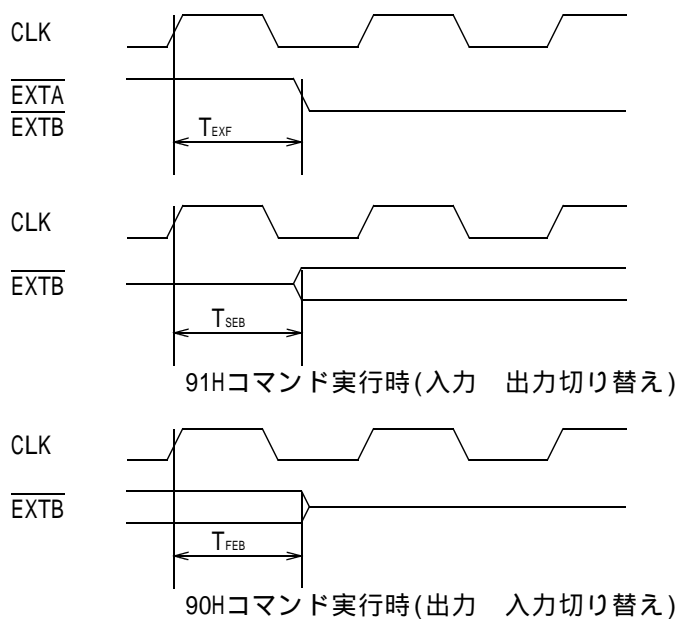 CLK
EXTA
EXTB
TEXF
CLK
EXTB
TSEB
91Hコマンド実行時(入力　出力切り替え)
CLK
EXTB
TFEB
90Hコマンド実行時(出力　入力切り替え)